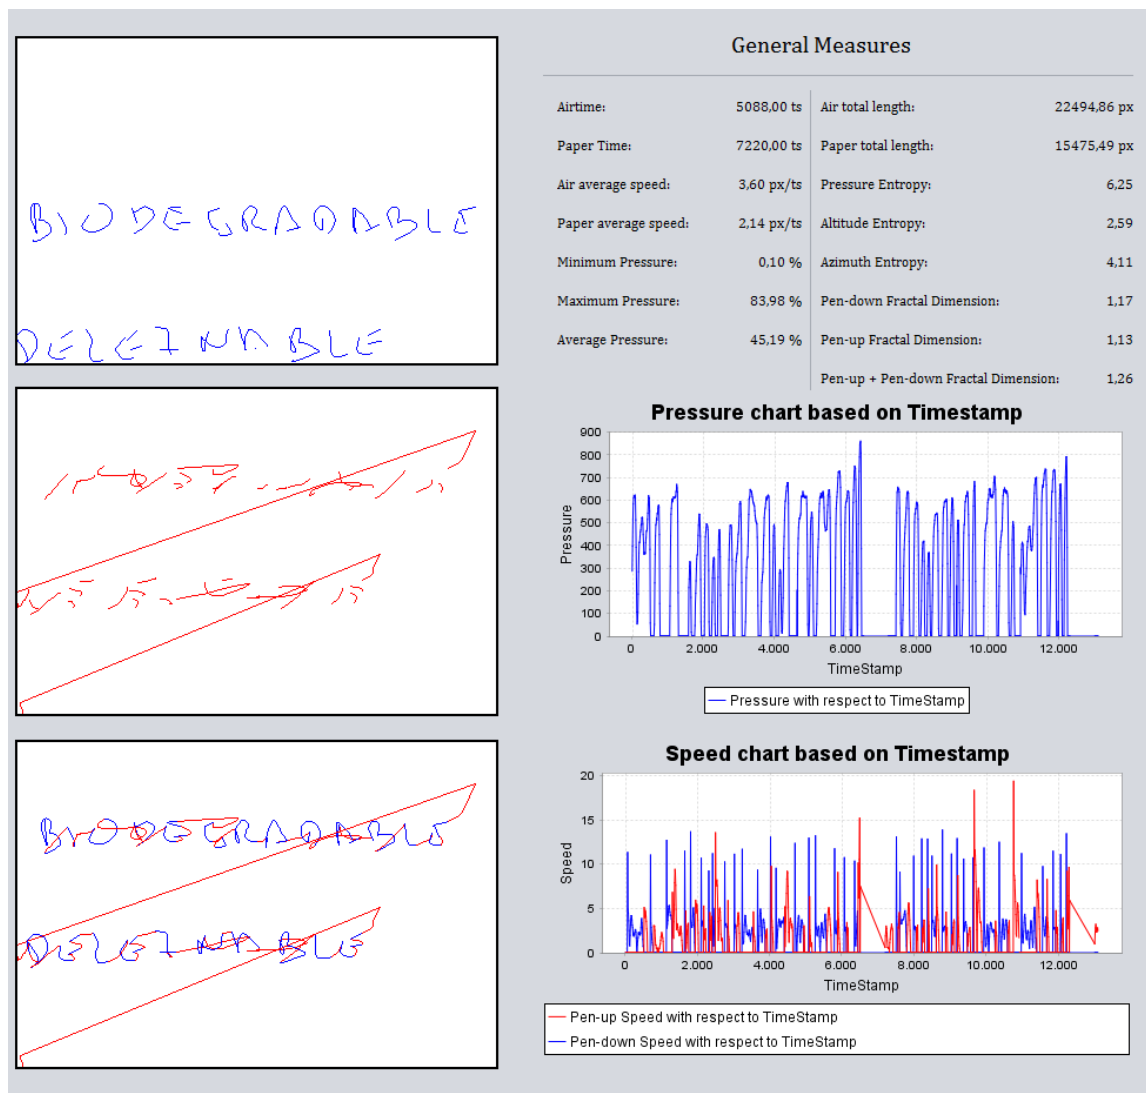 BIODEGRADABLE
DELEZNABLE
BIODEGRADABLE
DELEZNABLE
General Measures
Airtime: 5088,00 ts
Paper Time: 7220,00 ts
Air average speed: 3,60 px/ts
Paper average speed: 2,14 px/ts
Minimum Pressure: 0,10 %
Maximum Pressure: 83,98 %
Average Pressure: 45,19 %
Air total length: 22494,86 px
Paper total length: 15475,49 px
Pressure Entropy: 6,25
Altitude Entropy: 2,59
Azimuth Entropy: 4,11
Pen-down Fractal Dimension: 1,17
Pen-up Fractal Dimension: 1,13
Pen-up + Pen-down Fractal Dimension: 1,26
Pressure chart based on Timestamp
Pressure
900
800
700
600
500
400
300
200
100
0
0 2.000 4.000 6.000 8.000 10.000 12.000
TimeStamp
Pressure with respect to TimeStamp
Speed chart based on Timestamp
Speed
20
15
10
5
0
0 2.000 4.000 6.000 8.000 10.000 12.000
TimeStamp
Pen-up Speed with respect to TimeStamp
Pen-down Speed with respect to TimeStamp